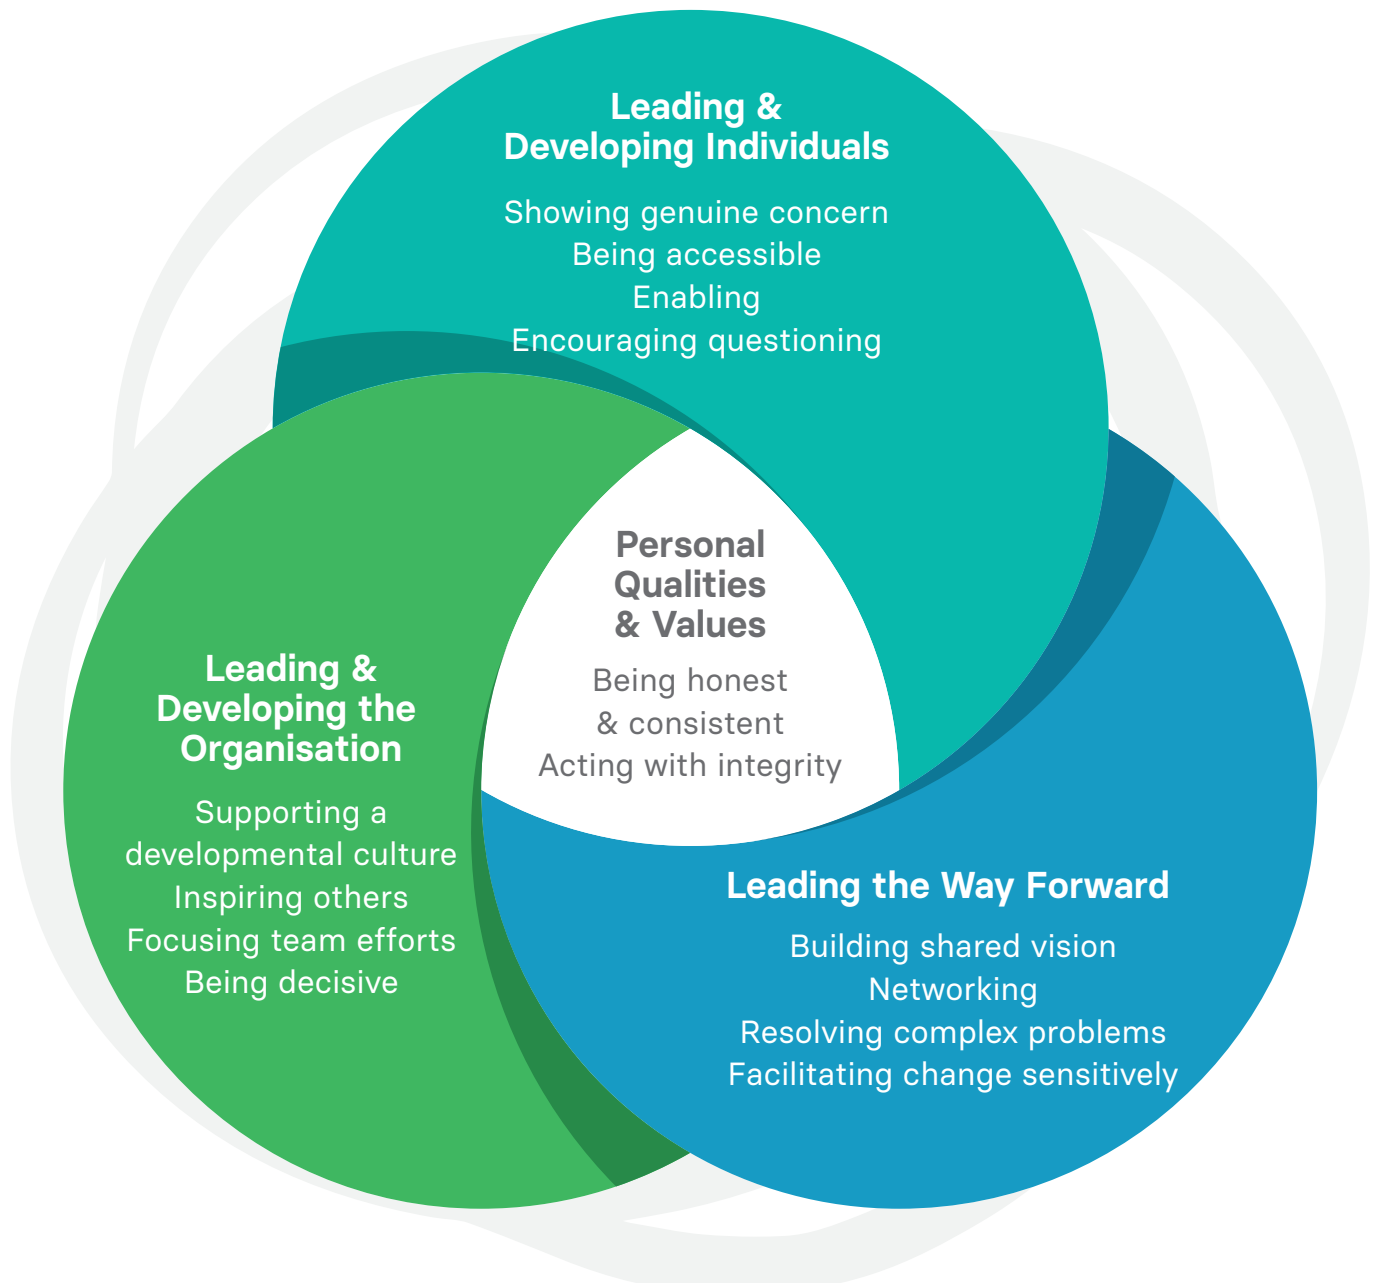 Leading &
Developing Individuals
Showing genuine concern
Being accessible
Enabling
Encouraging questioning
Personal
Qualities
& Values
Being honest
& consistent
Acting with integrity
Leading &
Developing the
Organisation
Supporting a
developmental culture
Inspiring others
Focusing team efforts
Being decisive
Leading the Way Forward
Building shared vision
Networking
Resolving complex problems
Facilitating change sensitively